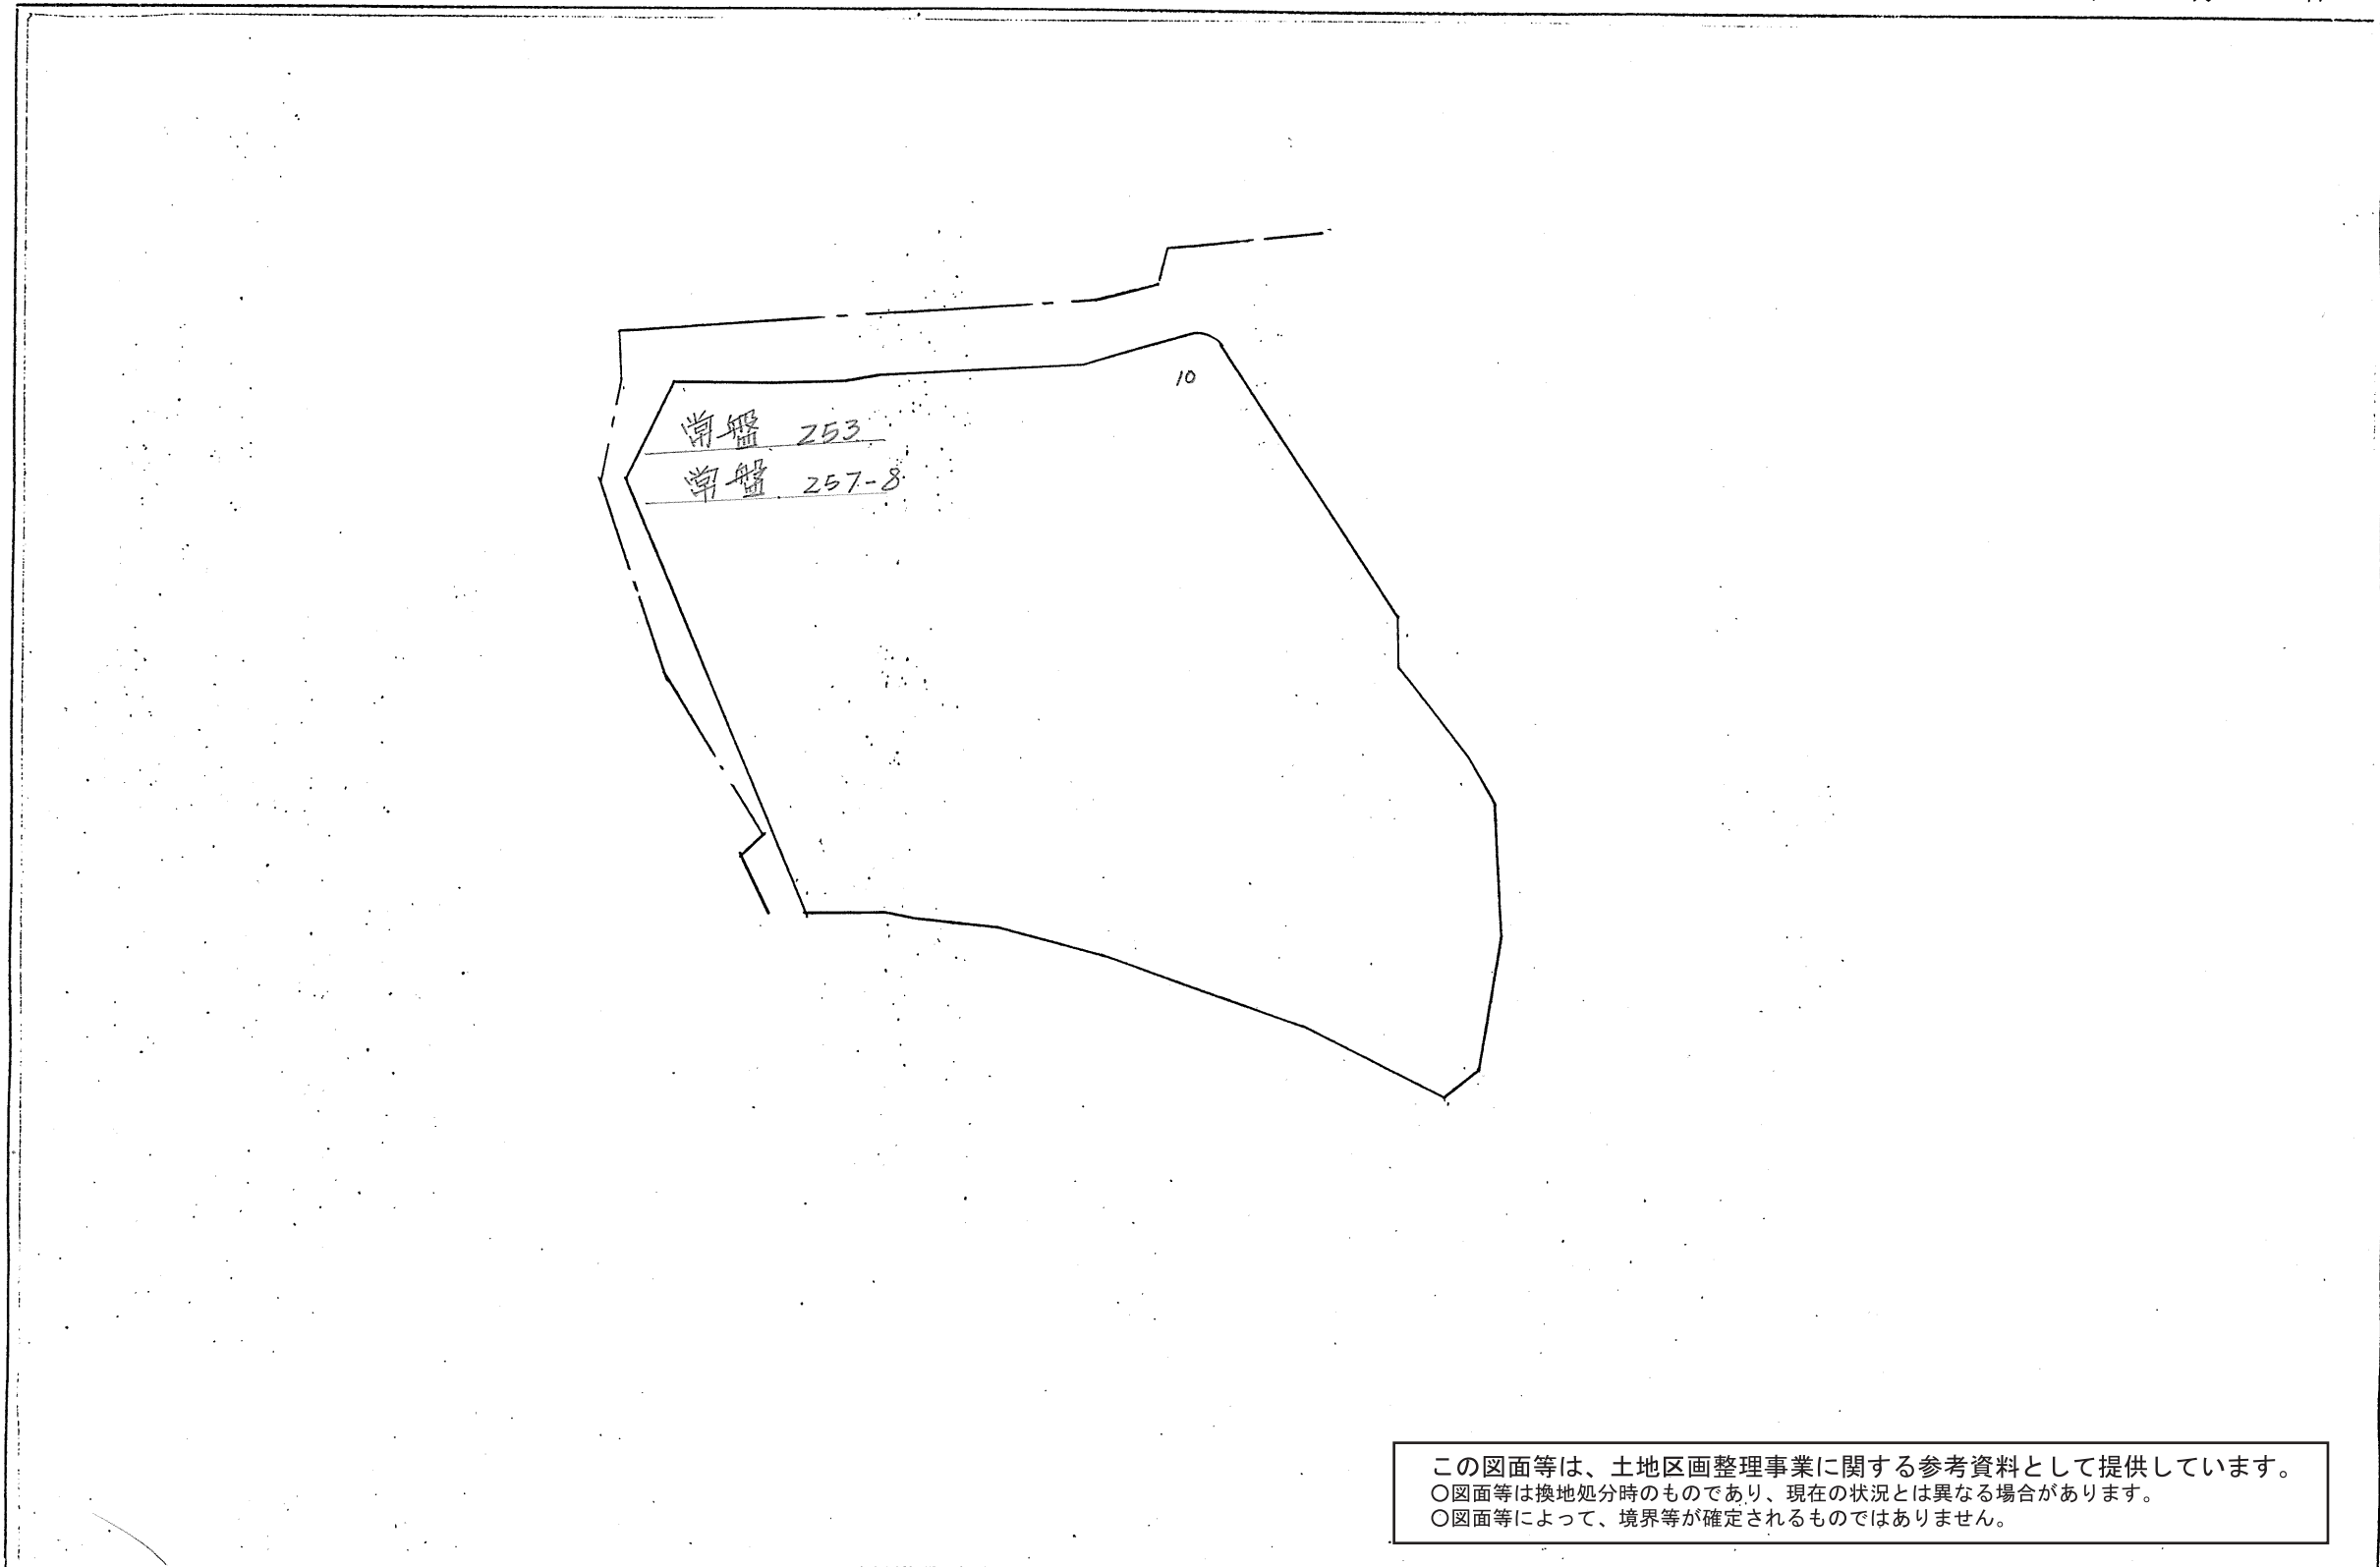 10
常盤 253
常盤 257-8
この図面等は、土地区画整理事業に関する参考資料として提供しています。
○図面等は換地処分時のものであり、現在の状況とは異なる場合があります。
○図面等によって、境界等が確定されるものではありません。